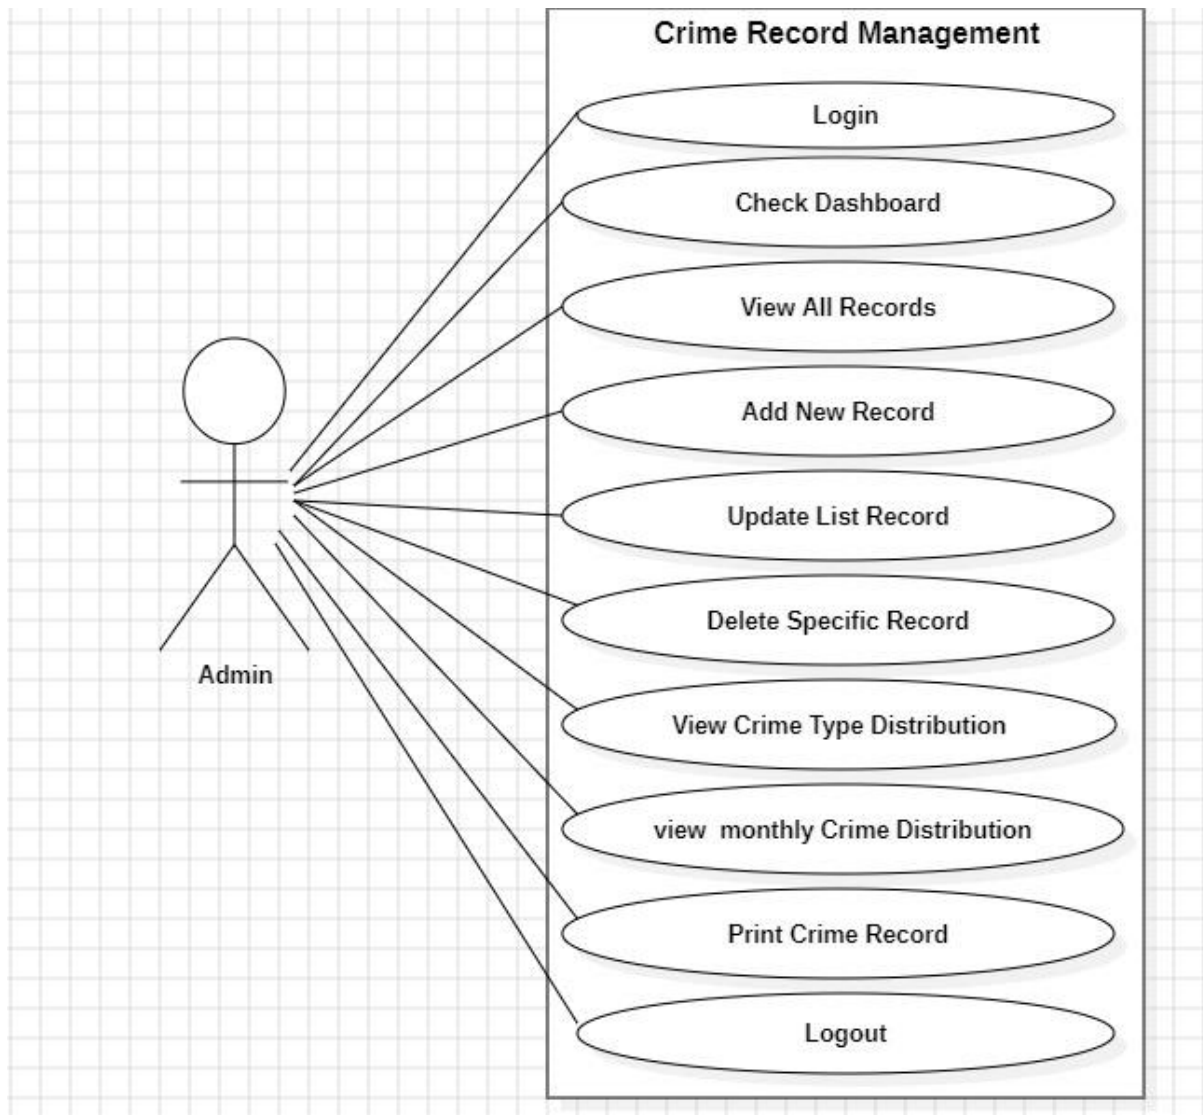 Crime Record Management
Login
Check Dashboard
View All Records
Add New Record
Update List Record
Delete Specific Record
Admin
View Crime Type Distribution
view  monthly Crime Distribution
Print Crime Record
Logout